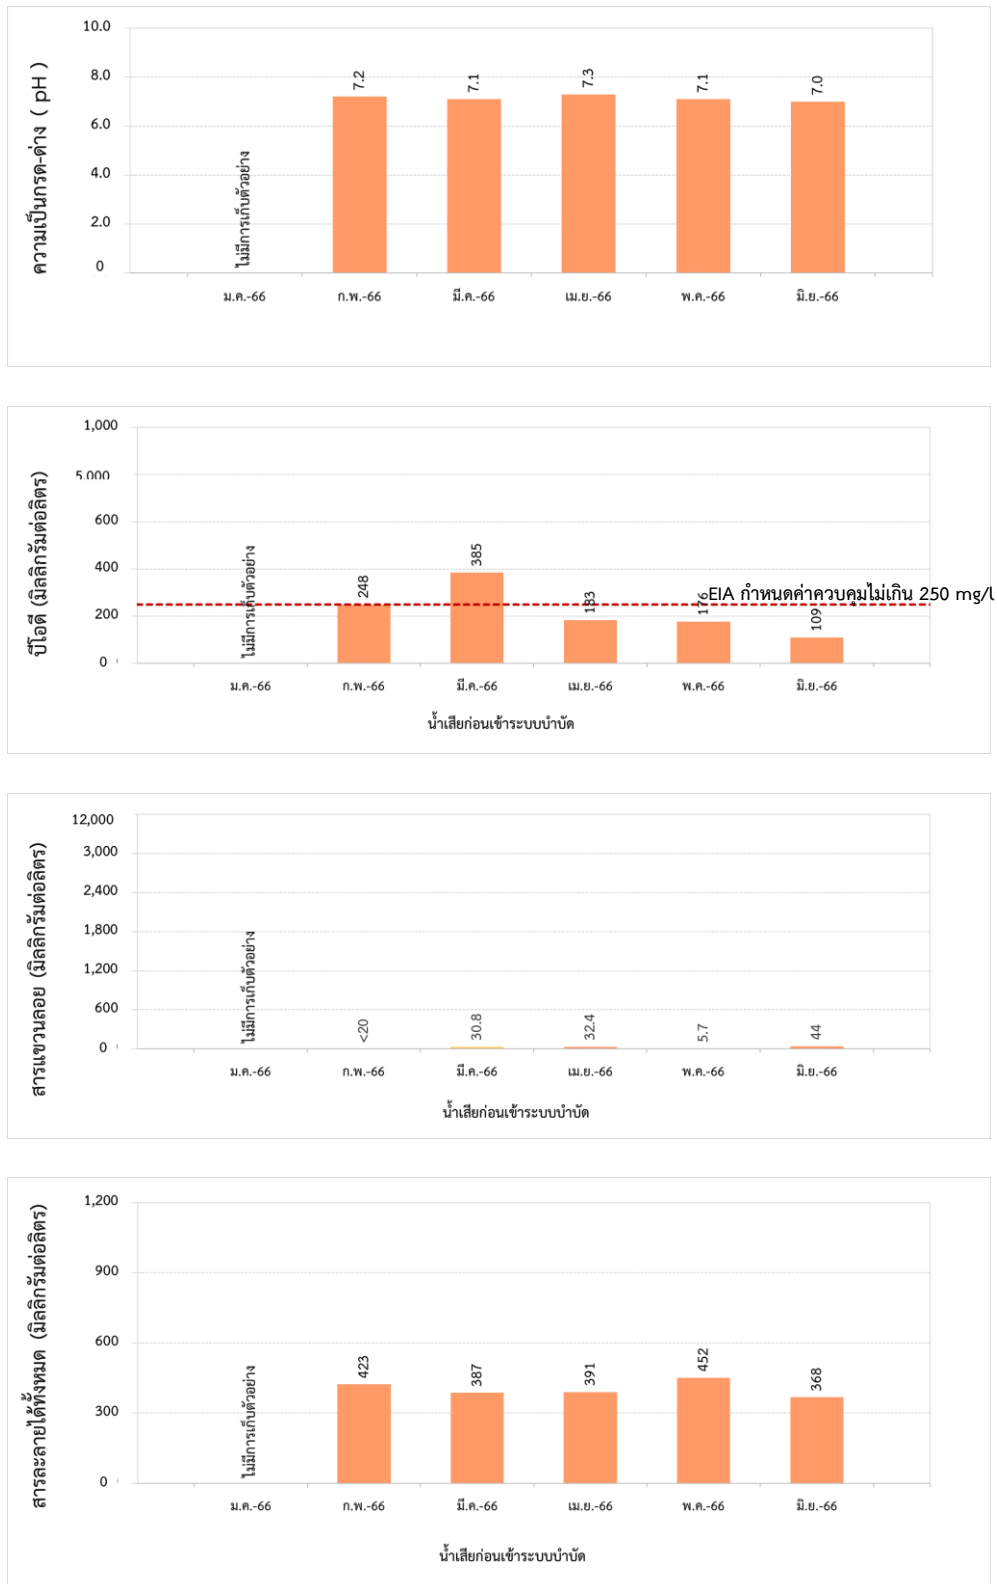 ความเป็นกรด-ด่าง ( pH )
10.0
8.0
6.0
4.0
2.0
0
ไม่มีการเก็บตัวอย่าง
7.2
7.1
7.3
7.1
7.0
ม.ค.-66 ก.พ.-66 มี.ค.-66 เม.ย.-66 พ.ค.-66 มิ.ย.-66
บีโอดี (มิลลิกรัมต่อลิตร)
1,000
5,000
600
400
200
0
ไม่มีการเก็บตัวอย่าง
248
385
183
176
109
EIA กำหนดค่าควบคุมไม่เกิน 250 mg/l
ม.ค.-66 ก.พ.-66 มี.ค.-66 เม.ย.-66 พ.ค.-66 มิ.ย.-66
น้ำเสียก่อนเข้าระบบบำบัด
สารแขวนลอย (มิลลิกรัมต่อลิตร)
12,000
3,000
2,400
1,800
1,200
600
0
ไม่มีการเก็บตัวอย่าง
<20
30.8
32.4
5.7
44
ม.ค.-66 ก.พ.-66 มี.ค.-66 เม.ย.-66 พ.ค.-66 มิ.ย.-66
น้ำเสียก่อนเข้าระบบบำบัด
สารละลายได้ทั้งหมด (มิลลิกรัมต่อลิตร)
1,200
900
600
300
0
ไม่มีการเก็บตัวอย่าง
423
387
391
452
368
ม.ค.-66 ก.พ.-66 มี.ค.-66 เม.ย.-66 พ.ค.-66 มิ.ย.-66
น้ำเสียก่อนเข้าระบบบำบัด